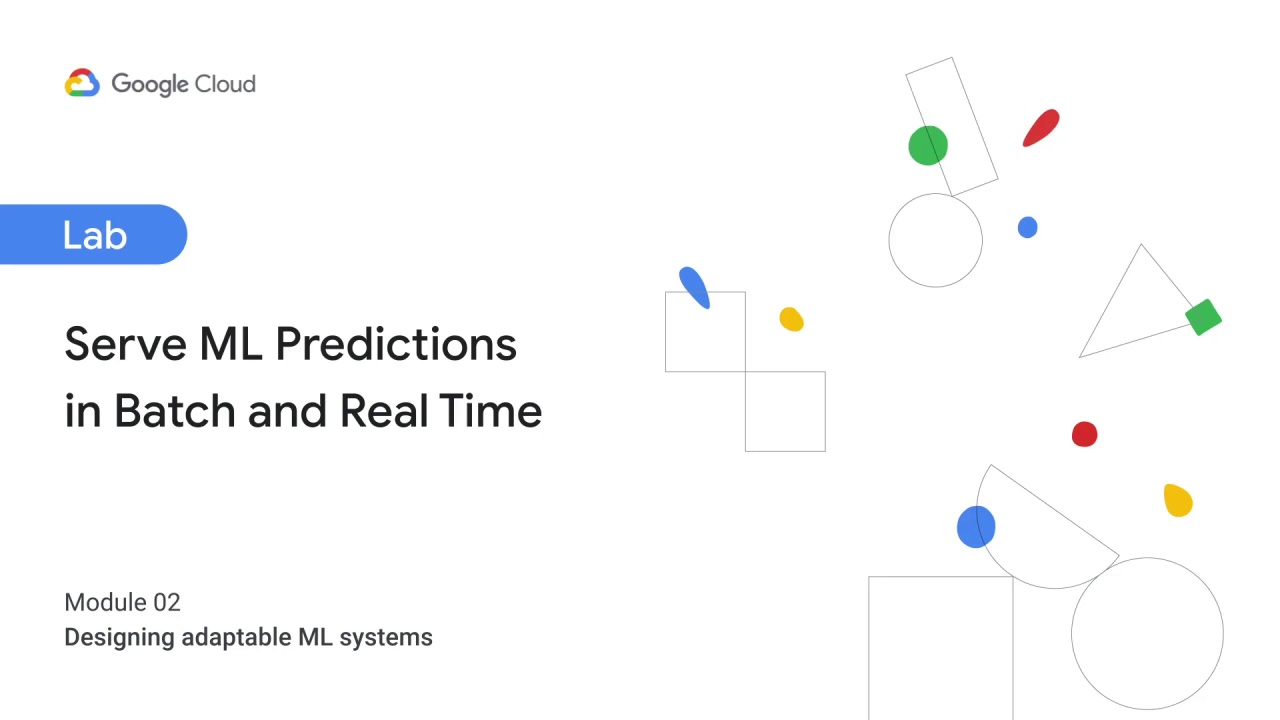 Google Cloud
Lab
Serve ML Predictions
in Batch and Real Time
Module 02
Designing adaptable ML systems